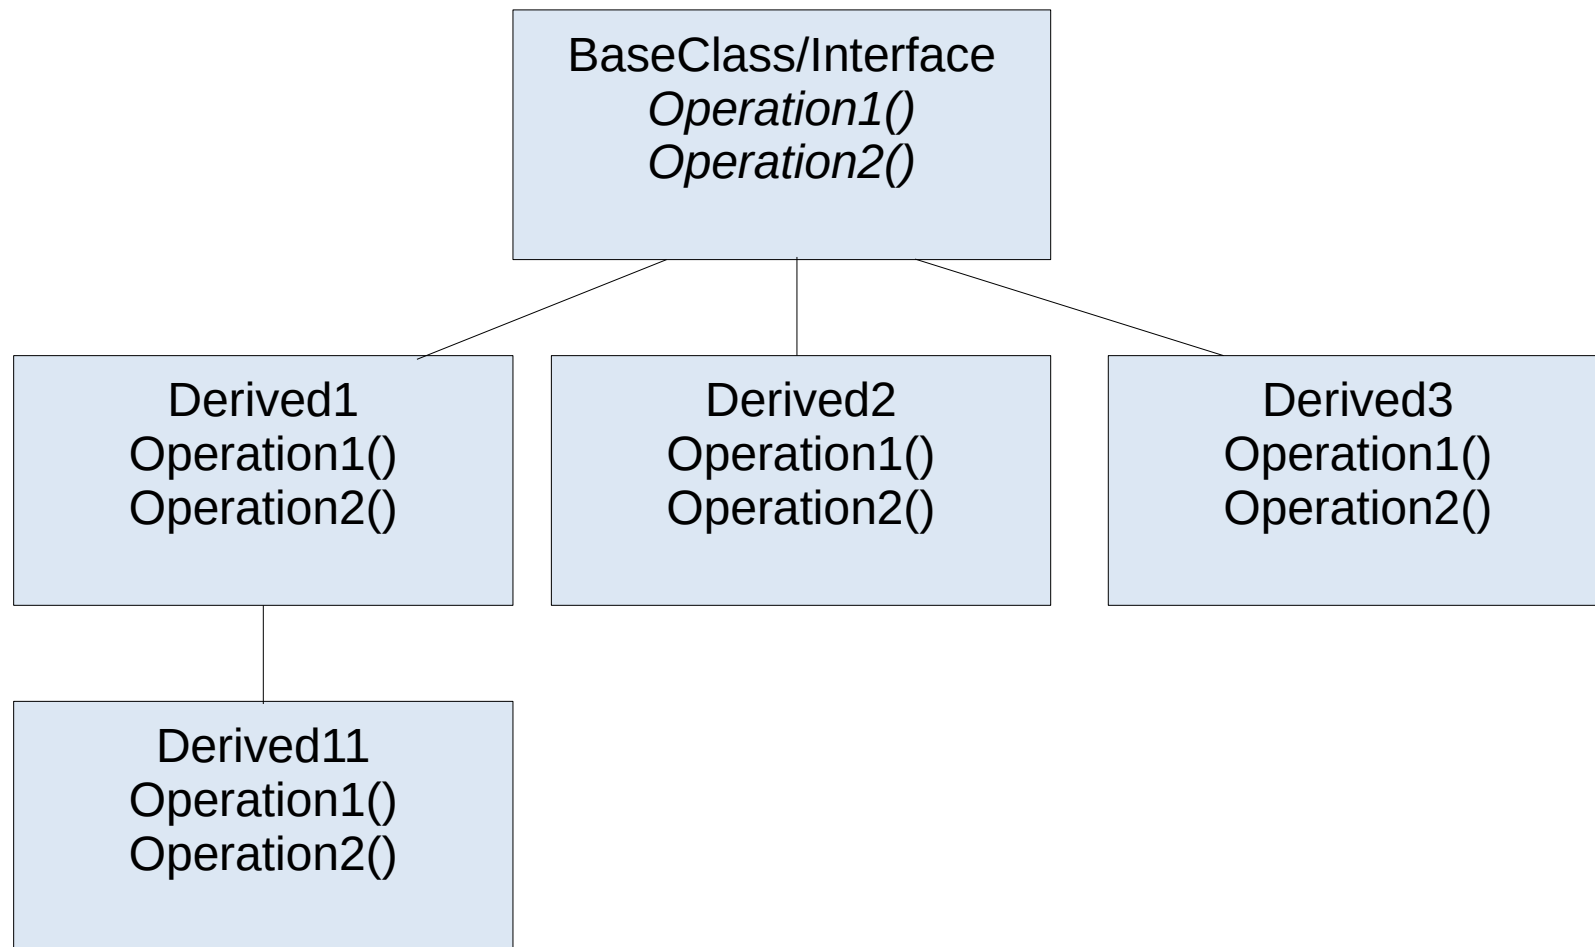 BaseClass/Interface
Operation1()
Operation2()
Derived1
Operation1()
Operation2()
Derived2
Operation1()
Operation2()
Derived3
Operation1()
Operation2()
Derived11
Operation1()
Operation2()